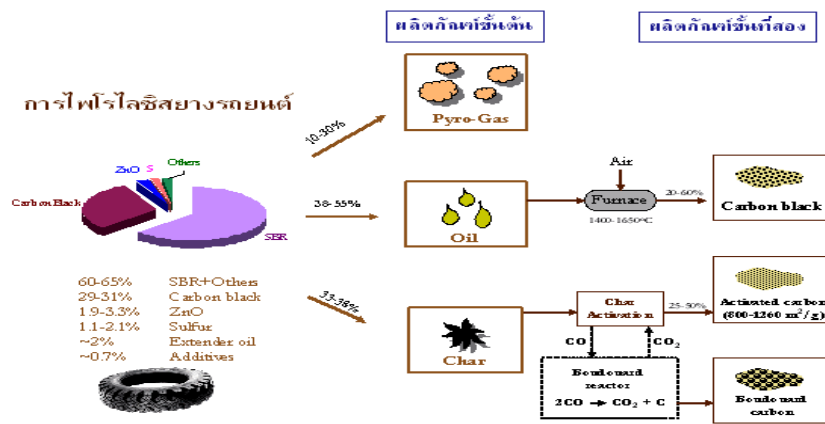 ผลิตภัณฑ์ขั้นต้น
ผลิตภัณฑ์ขั้นที่สอง
การไพโรไลซิสยางรถยนต์
Pyro-Gas
10-30%
Others
S
ZnO
Carbon Black
SBR
38-55%
Oil
Air
Furnace
1400-1650°C
20-60%
Carbon black
60-65% SBR+Others
29-31% Carbon black
1.9-3.3% ZnO
1.1-2.1% Sulfur
~2% Extender oil
~0.7% Additives
33-38%
Char
Char
Activation
25-50%
Activated carbon
(800-1260 m²/g)
CO
CO₂
Boudouard
reactor
2CO → CO₂ + C
Boudouard
carbon